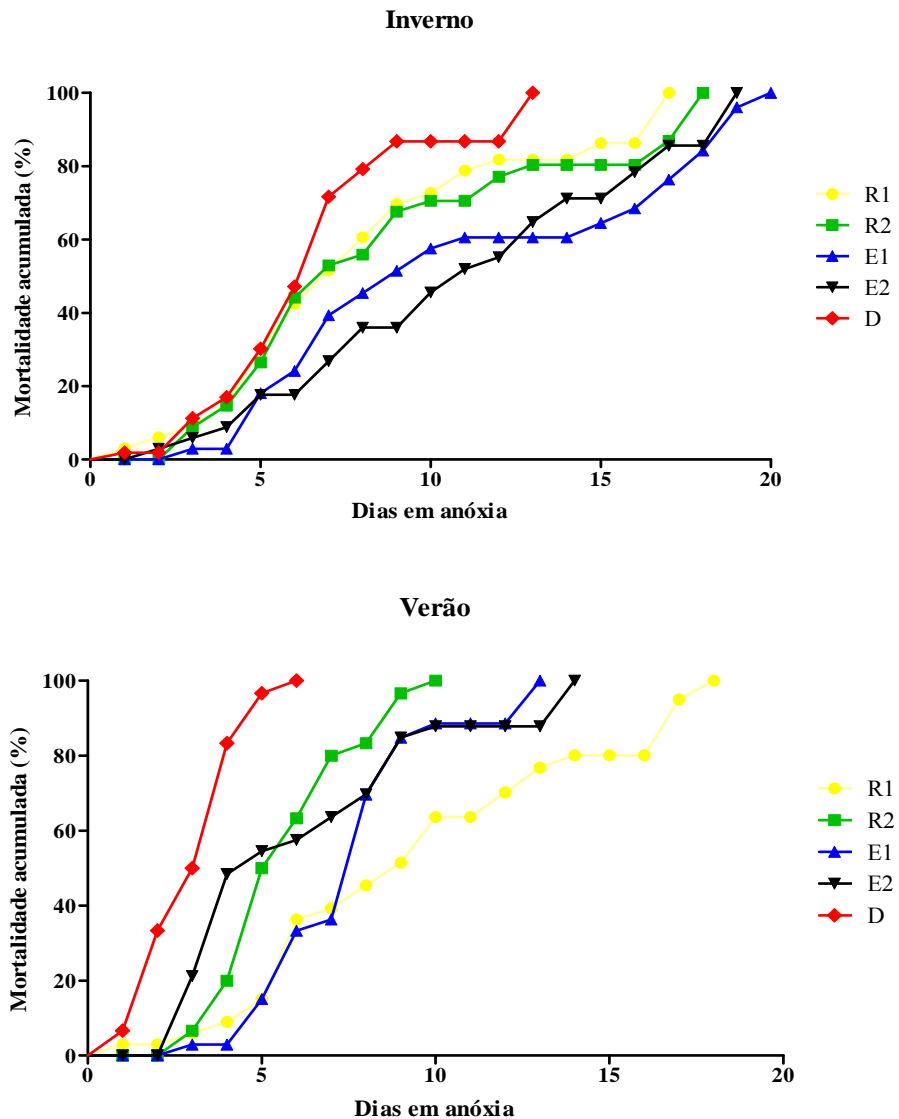 Inverno
Mortalidade acumulada (%)
100
80
60
40
20
0
0 5 10 15 20
Dias em anóxia
R1
R2
E1
E2
D
Verão
Mortalidade acumulada (%)
100
80
60
40
20
0
0 5 10 15 20
Dias em anóxia
R1
R2
E1
E2
D